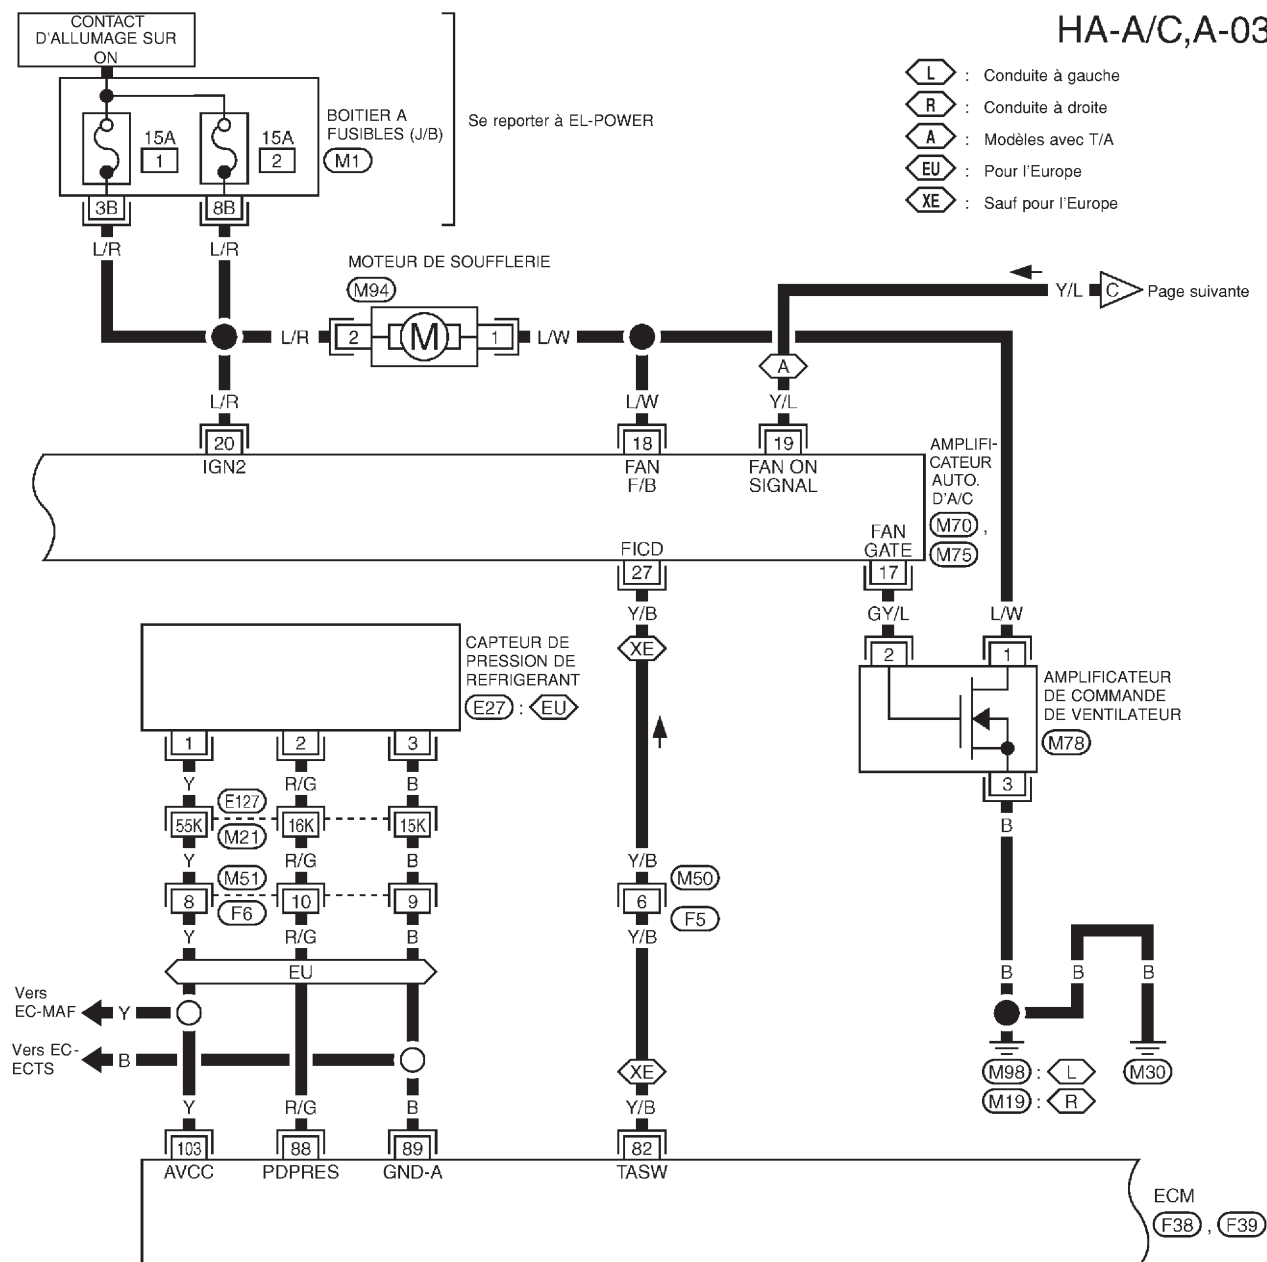 HA-A/C,A-03
CONTACT
D'ALLUMAGE SUR
ON
L : Conduite à gauche
R : Conduite à droite
A : Modèles avec T/A
EU : Pour l'Europe
XE : Sauf pour l'Europe
BOITIER A
FUSIBLES (J/B)
M1
Se reporter à EL-POWER
15A
1
15A
2
3B
8B
L/R
L/R
MOTEUR DE SOUFFLERIE
M94
Y/L
C
Page suivante
L/R
2
M
1
L/W
A
L/R
L/W
Y/L
20
18
19
IGN2
FAN
F/B
FAN ON
SIGNAL
AMPLIFI-
CATEUR
AUTO.
D'A/C
M70 ,
M75
FICD
FAN
GATE
27
17
Y/B
GY/L
L/W
XE
2
1
CAPTEUR DE
PRESSION DE
REFRIGERANT
E27 : EU
AMPLIFICATEUR
DE COMMANDE
DE VENTILATEUR
M78
1
2
3
3
Y
R/G
B
B
E127
55K
16K
15K
M21
Y
R/G
B
Y/B
M51
M50
8
10
9
6
F6
F5
Y
R/G
B
Y/B
EU
B
B
B
Vers
EC-MAF
Y
Vers EC-
ECTS
B
XE
M98 : L
M30
M19 : R
Y
R/G
B
Y/B
103
88
89
82
AVCC
PDPRES
GND-A
TASW
ECM
F38 , F39